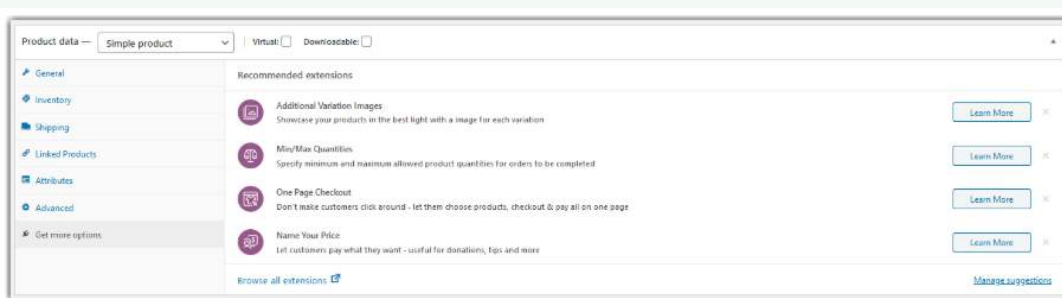 Product data — Simple product Virtual: Downloadable:
General
Inventory
Shipping
Linked Products
Attributes
Advanced
Get more options
Recommended extensions
Additional Variation Images
Showcase your products in the best light with a image for each variation
Learn More
Min/Max Quantities
Specify minimum and maximum allowed product quantities for orders to be completed
Learn More
One Page Checkout
Don't make customers click around - let them choose products, checkout & pay all on one page
Learn More
Name Your Price
Let customers pay what they want - useful for donations, tips and more
Learn More
Browse all extensions
Manage suggestions